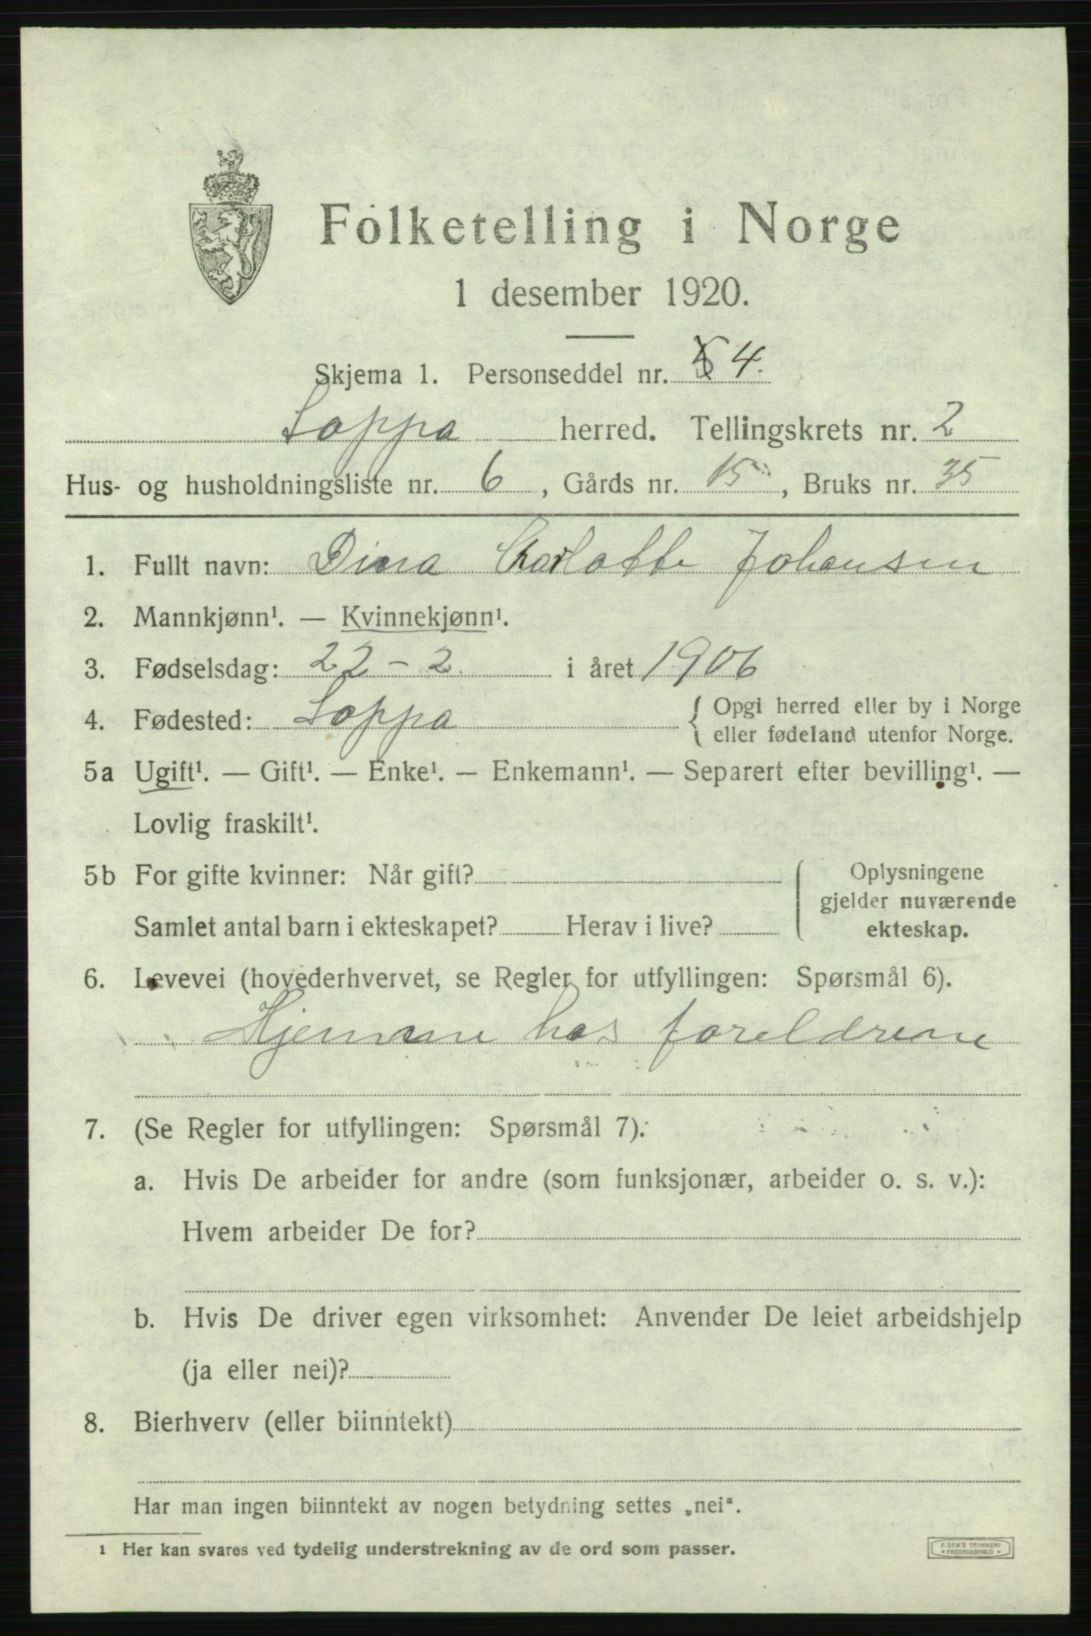 Folketelling i Norge
1 desember 1920.
Skjema 1. Personseddel nr. 5 4.
Loppa herred. Tellingskrets nr. 2
Hus- og husholdningsliste nr. 6, Gårds nr. 15, Bruks nr. 35
1. Fullt navn: Dina Charlotte Johansen
2. Mannkjønn¹. — Kvinnekjønn¹.
3. Fødselsdag: 22 - 2. i året 1906
4. Fødested: Loppa { Opgi herred eller by i Norge
eller fødeland utenfor Norge.
5a Ugift¹. — Gift¹. — Enke¹. — Enkemann¹. — Separert efter bevilling¹. —
Lovlig fraskilt¹.
5b For gifte kvinner: Når gift?
Samlet antal barn i ekteskapet? Herav i live?
Oplysningene
gjelder nuværende
ekteskap.
6. Levevei (hovederhvervet, se Regler for utfyllingen: Spørsmål 6).
Hjemme hos foreldrene
7. (Se Regler for utfyllingen: Spørsmål 7):
a. Hvis De arbeider for andre (som funksjonær, arbeider o. s. v.):
Hvem arbeider De for?
b. Hvis De driver egen virksomhet: Anvender De leiet arbeidshjelp
(ja eller nei)?
8. Bierhverv (eller biinntekt)
Har man ingen biinntekt av nogen betydning settes „nei".
¹ Her kan svares ved tydelig understrekning av de ord som passer.
E. SEM'S TRYKKERI
FREDRIKSHALD